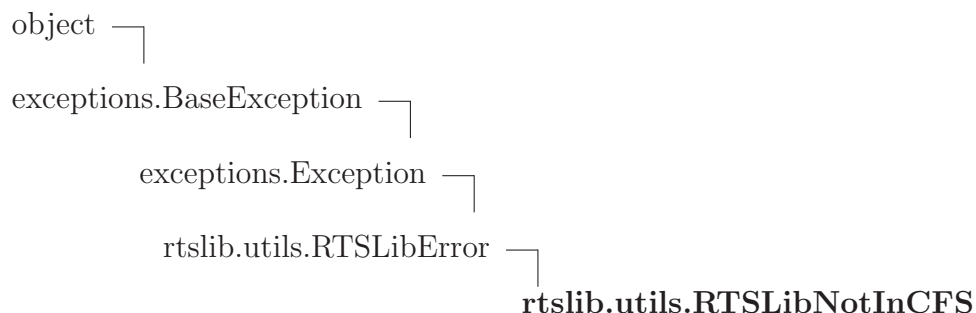 object
exceptions.BaseException
exceptions.Exception
rtslib.utils.RTSLibError
rtslib.utils.RTSLibNotInCFS